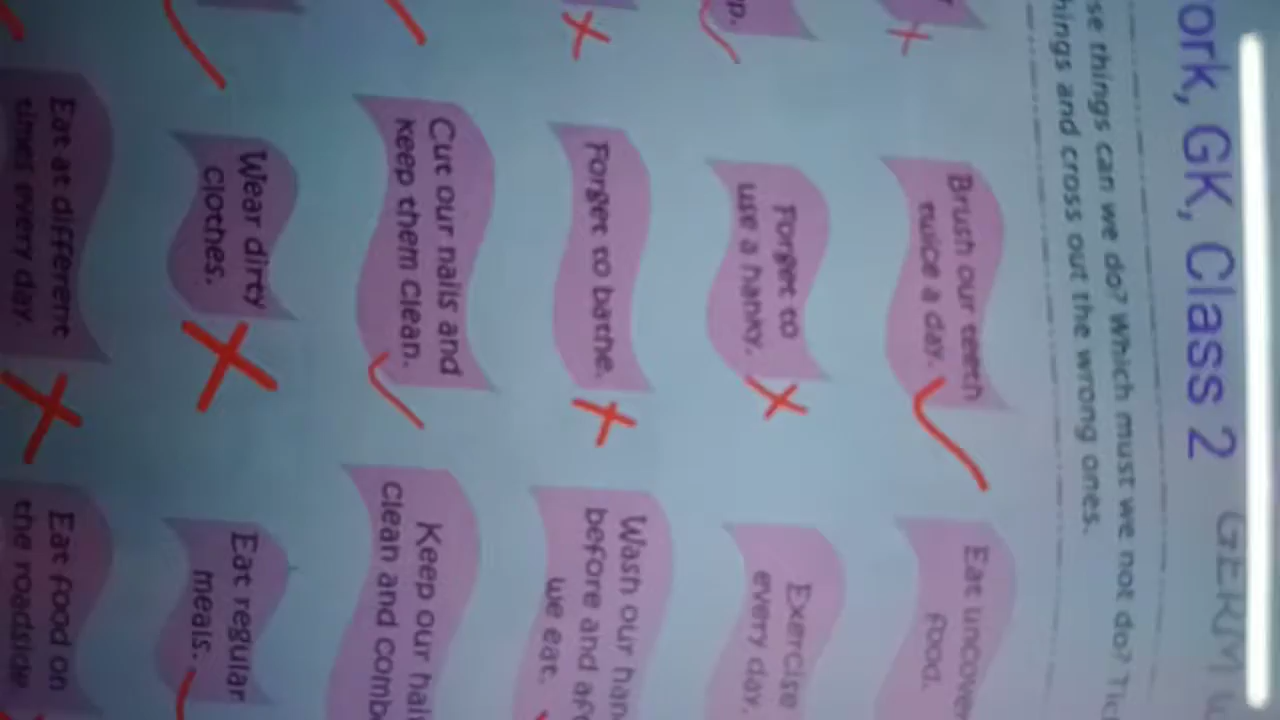 ork, GK, Class 2 GERM
se things can we do? Which must we not do? Tic
hings and cross out the wrong ones.
Brush our teeth
twice a day.
Eat uncover
food.
p.
Forget to
use a hanky.
Exercise
every day.
Forget to bathe.
Wash our han
before and aft
we eat.
Cut our nails and
keep them clean.
Keep our hair
clean and comb
Wear dirty
clothes.
Eat regular
meals.
Eat at different
times every day.
Eat food on
the roadside